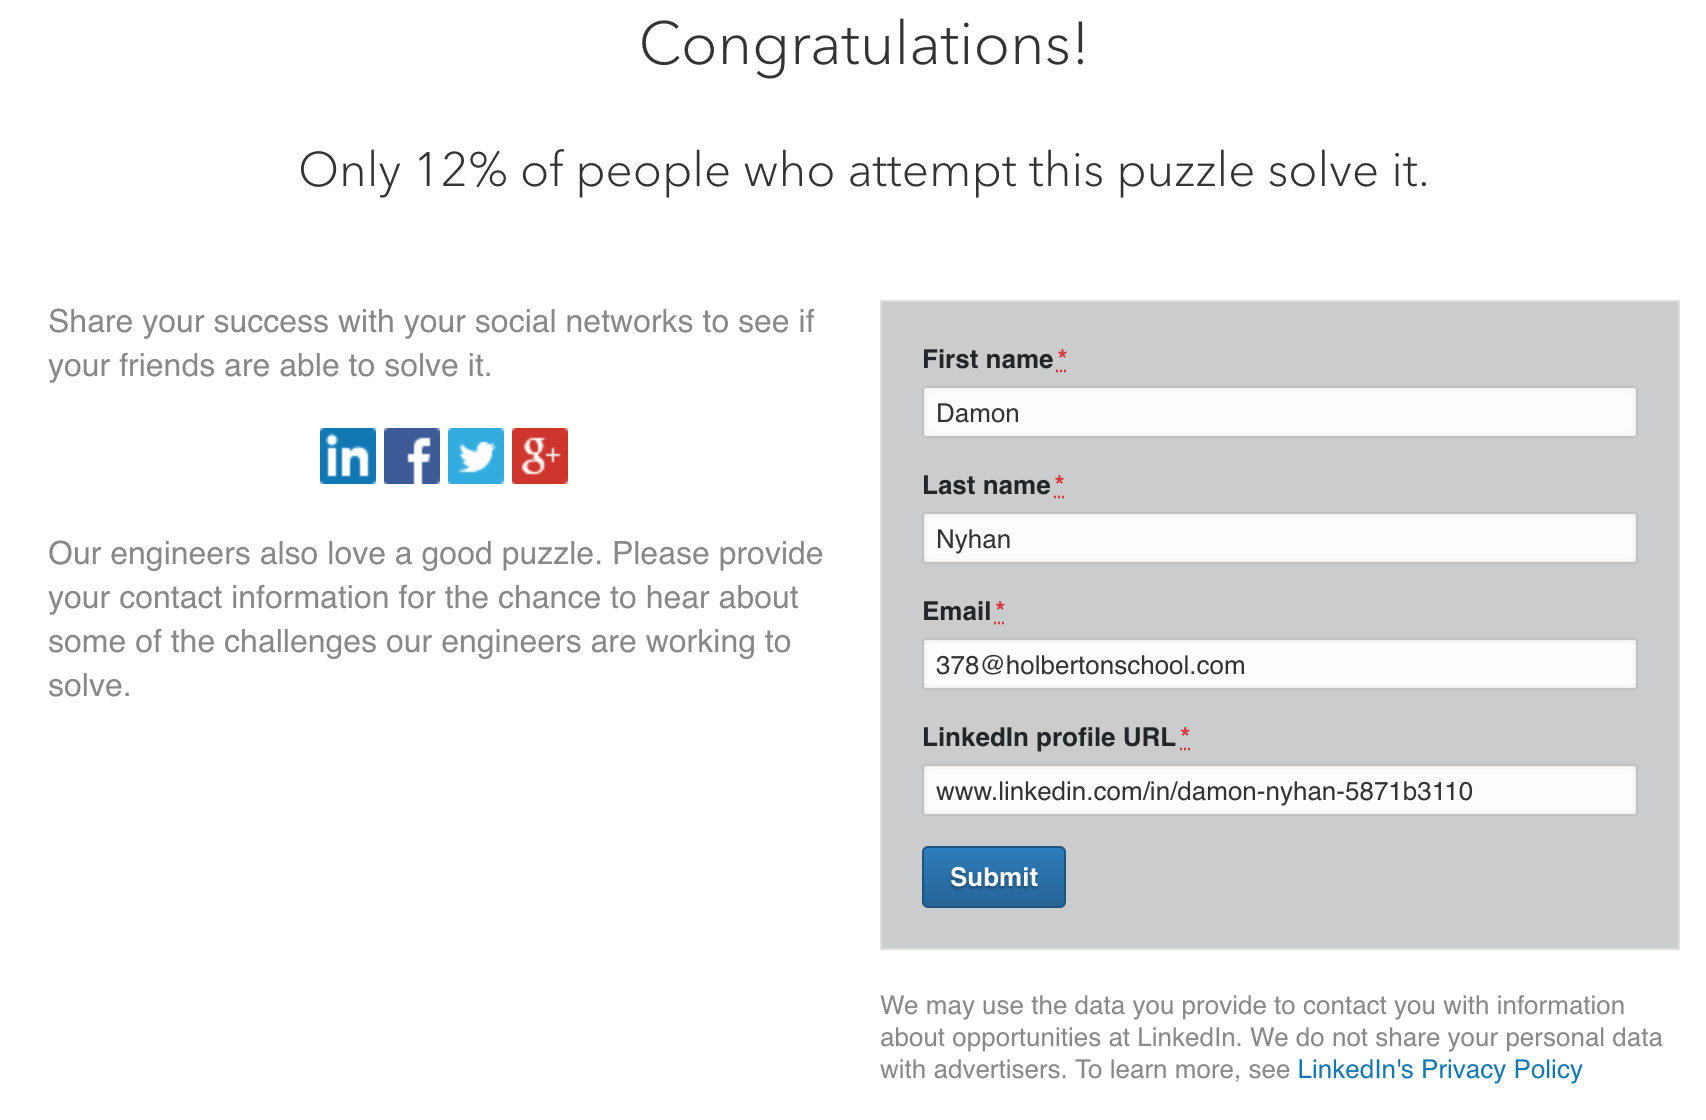 Congratulations!
Only 12% of people who attempt this puzzle solve it.
Share your success with your social networks to see if
your friends are able to solve it.
in f g+
Our engineers also love a good puzzle. Please provide
your contact information for the chance to hear about
some of the challenges our engineers are working to
solve.
First name*
Damon
Last name*
Nyhan
Email*
378@holbertonschool.com
LinkedIn profile URL*
www.linkedin.com/in/damon-nyhan-5871b3110
Submit
We may use the data you provide to contact you with information
about opportunities at LinkedIn. We do not share your personal data
with advertisers. To learn more, see LinkedIn's Privacy Policy